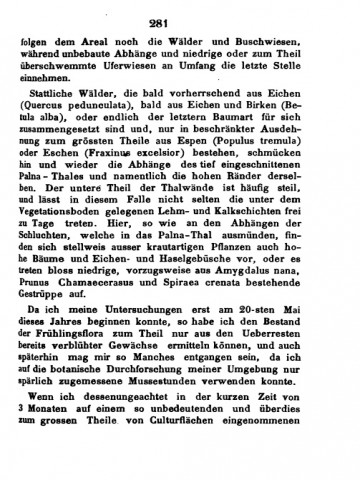 281
folgen dem Areal noch die Wälder und Buschwiesen,
während unbebaute Abhänge und niedrige oder zum Theil
überschwemmte Uferwiesen an Umfang die letzte Stelle
einnehmen.
Stattliche Wälder, die bald vorherrschend aus Eichen
(Quercus pedunculata), bald aus Eichen und Birken (Be-
tula alba), oder endlich der letztern Baumart für sich
zusammengesetzt sind und, nur in beschränkter Ausdeh-
nung zum grössten Theile aus Espen (Populus tremula)
oder Eschen (Fraxinus excelsior) bestehen, schmücken
hin und wieder die Abhänge des tief eingeschnittenen
Palna-Thales und namentlich die hohen Ränder dersel-
ben. Der untere Theil der Thalwände ist häufig steil,
und lässt in diesem Falle nicht selten die unter dem
Vegetationsboden gelegenen Lehm- und Kalkschichten frei
zu Tage treten. Hier, so wie an den Abhängen der
Schluchten, welche in das Palna-Thal ausmünden, fin-
den sich stellweis ausser krautartigen Pflanzen auch ho-
he Bäume und Eichen- und Haselgebüsche vor, oder es
treten bloss niedrige, vorzugsweise aus Amygdalus nana,
Prunus Chamaecerasus und Spiraea crenata bestehende
Gestrüppe auf.
Da ich meine Untersuchungen erst am 20-sten Mai
dieses Jahres beginnen konnte, so habe ich den Bestand
der Frühlingsflora zum Theil nur aus den Ueberresten
bereits verblühter Gewächse ermitteln können, und auch
späterhin mag mir so Manches entgangen sein, da ich
auf die botanische Durchforschung meiner Umgebung nur
spärlich zugemessene Mussestunden verwenden konnte.
Wenn ich dessenungeachtet in der kurzen Zeit von
3 Monaten auf einem so unbedeutenden und überdies
zum grossen Theile von Culturflächen eingenommenen